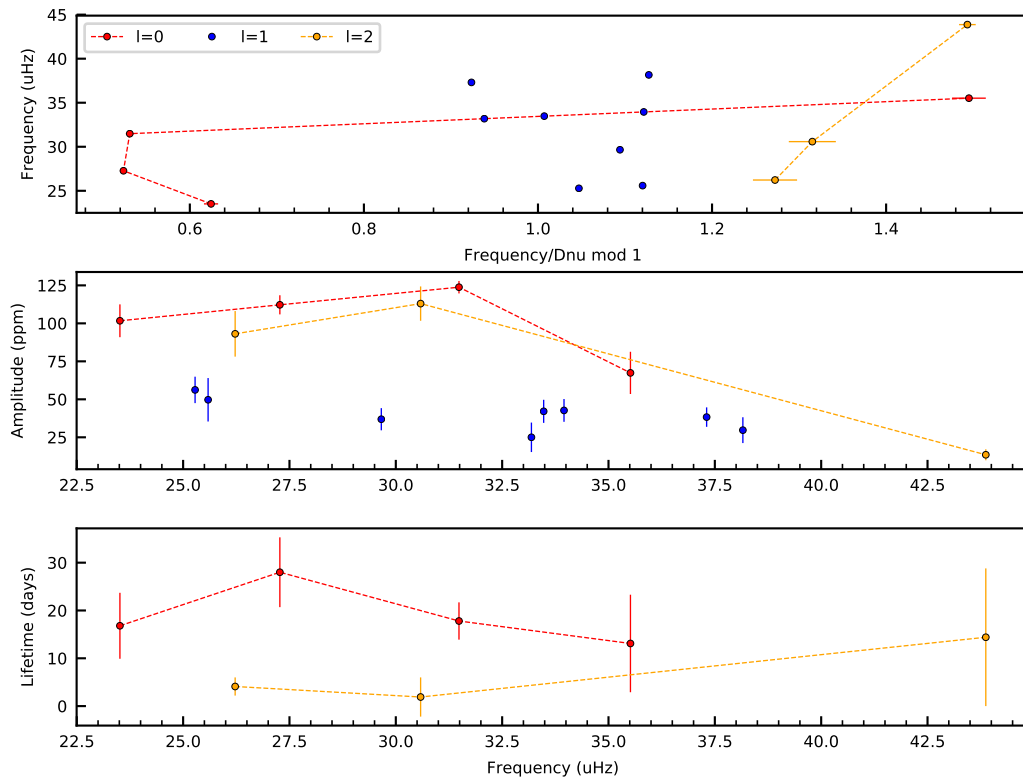 45
40
35
30
25
Frequency (uHz)
l=0 l=1 l=2
0.6 0.8 1.0 1.2 1.4
Frequency/Dnu mod 1
125
100
75
50
25
Amplitude (ppm)
22.5 25.0 27.5 30.0 32.5 35.0 37.5 40.0 42.5
30
20
10
0
Lifetime (days)
22.5 25.0 27.5 30.0 32.5 35.0 37.5 40.0 42.5
Frequency (uHz)